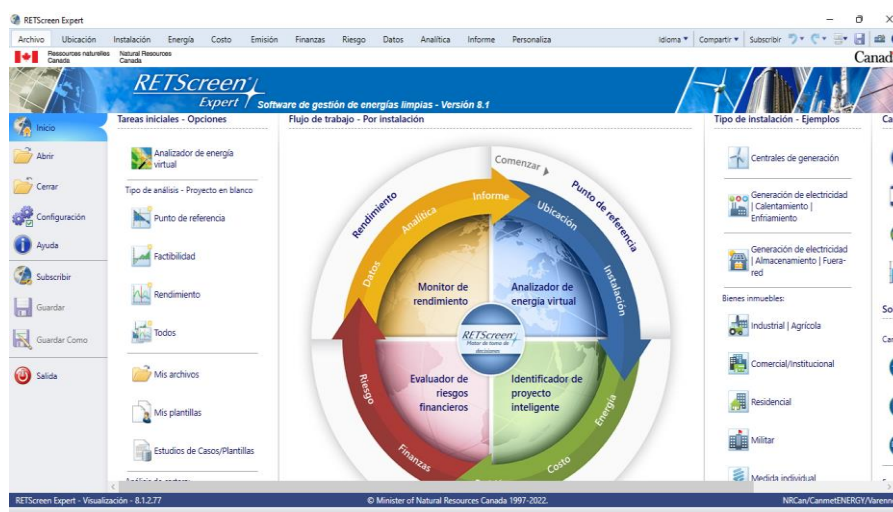 RETScreen Expert
Archivo Ubicación Instalación Energía Costo Emisión Finanzas Riesgo Datos Analítica Informe Personaliza Idioma Compartir Subscribir
Ressources naturelles Canada
Natural Resources Canada
Canad
RETScreen
Expert
Software de gestión de energías limpias - Versión 8.1
Inicio
Abrir
Cerrar
Configuración
Ayuda
Subscribir
Guardar
Guardar Como
Salida
Tareas iniciales - Opciones
Analizador de energía
virtual
Tipo de análisis - Proyecto en blanco
Punto de referencia
Factibilidad
Rendimiento
Todos
Mis archivos
Mis plantillas
Estudios de Casos/Plantillas
Flujo de trabajo - Por instalación
Comenzar
Rendimiento
Punto de referencia
Analítica
Informe
Ubicación
Datos
Instalación
Monitor de
rendimiento
Analizador de
energía virtual
RETScreen
Motor de toma de
decisiones
Evaluador de
riesgos
financieros
Identificador de
proyecto
inteligente
Riesgo
Energía
Finanzas
Costo
Tipo de instalación - Ejemplos
Centrales de generación
Generación de electricidad
| Calentamiento |
Enfriamiento
Generación de electricidad
| Almacenamiento | Fuera-
red
Bienes inmuebles:
Industrial | Agrícola
Comercial/Institucional
Residencial
Militar
Medida individual
Ca
So
Ca
RETScreen Expert - Visualización - 8.1.2.77
© Minister of Natural Resources Canada 1997-2022.
NRCan/CanmetENERGY/Varenn